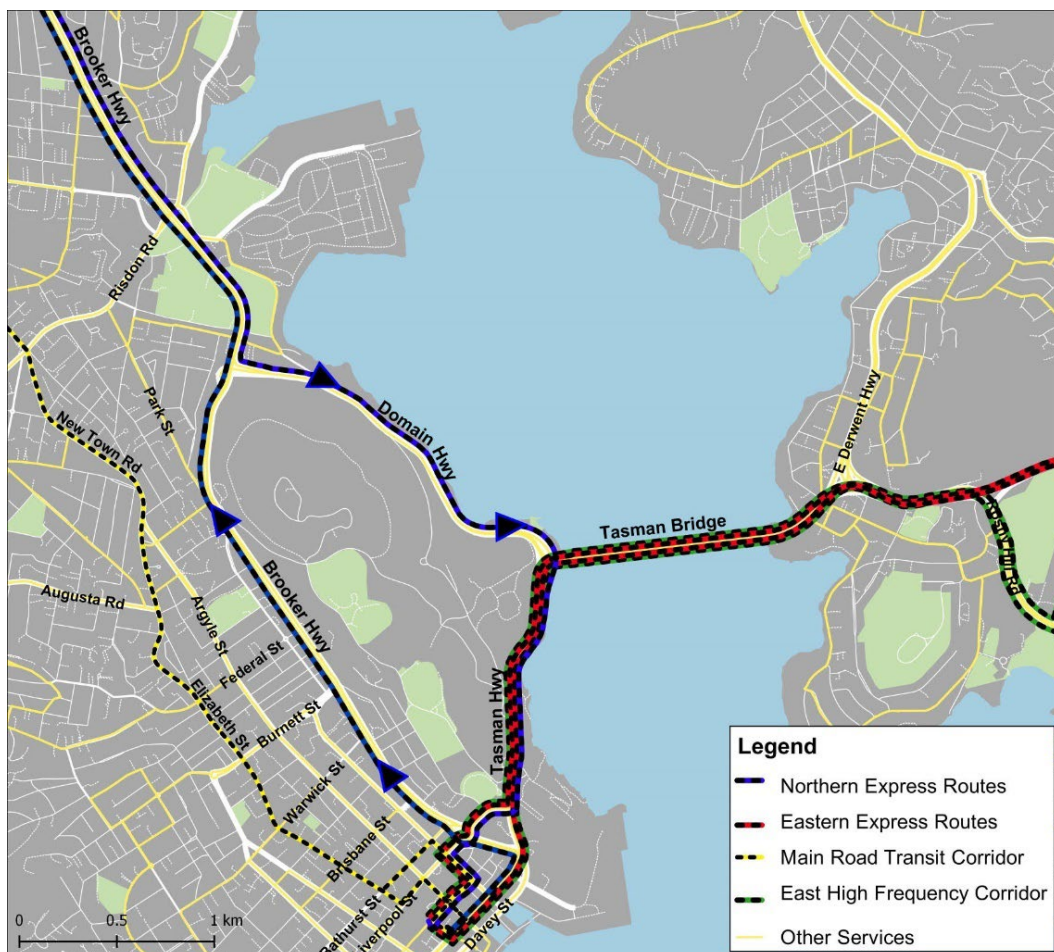 Brooker Hwy
Risdon Rd
Park St
New Town Rd
Domain Hwy
E Derwent Hwy
Tasman Bridge
Rosny Hill Rd
Augusta Rd
Argyle St
Brooker Hwy
Federal St
Elizabeth St
Burnett St
Tasman Hwy
Warwick St
Brisbane St
Bathurst St
Liverpool St
Davey St
0 0.5 1 km
Legend
Northern Express Routes
Eastern Express Routes
Main Road Transit Corridor
East High Frequency Corridor
Other Services